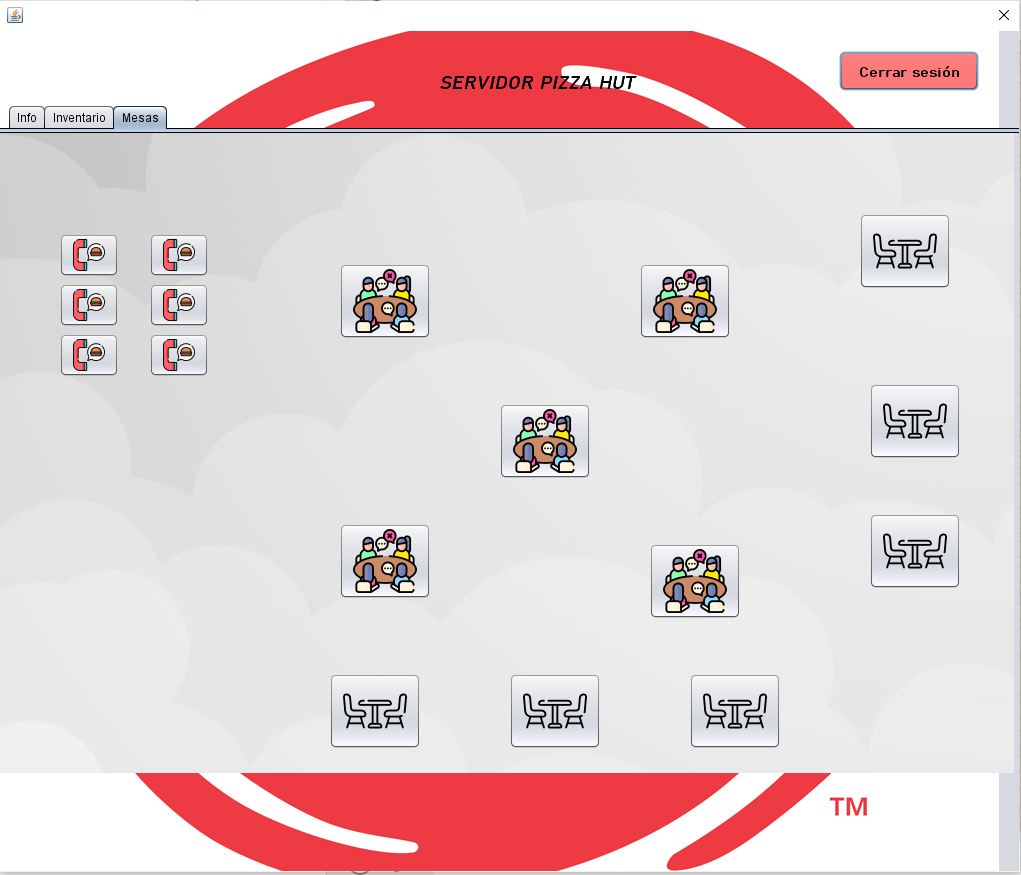 SERVIDOR PIZZA HUT
Cerrar sesión
Info
Inventario
Mesas
TM